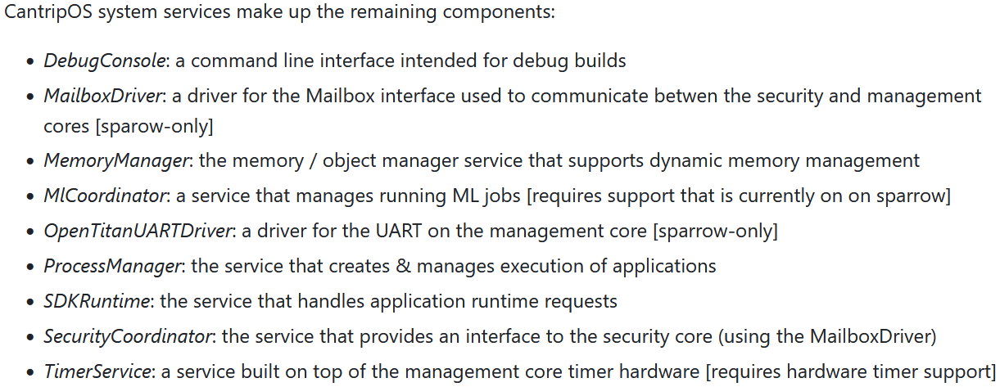 CantripOS system services make up the remaining components:
• DebugConsole: a command line interface intended for debug builds
• MailboxDriver: a driver for the Mailbox interface used to communicate betwen the security and management
cores [sparow-only]
• MemoryManager: the memory / object manager service that supports dynamic memory management
• MlCoordinator: a service that manages running ML jobs [requires support that is currently on on sparrow]
• OpenTitanUARTDriver: a driver for the UART on the management core [sparrow-only]
• ProcessManager: the service that creates & manages execution of applications
• SDKRuntime: the service that handles application runtime requests
• SecurityCoordinator: the service that provides an interface to the security core (using the MailboxDriver)
• TimerService: a service built on top of the management core timer hardware [requires hardware timer support]